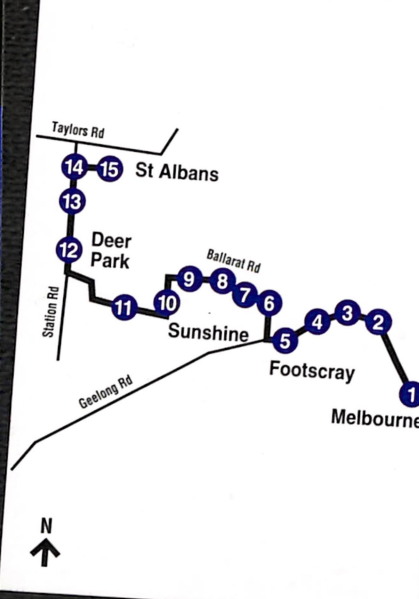 Taylors Rd
14 15 St Albans
13
12 Deer
Park
Ballarat Rd
9 8 7 6
11 10
Sunshine
Station Rd
5 4 3 2
Footscray
Geelong Rd
1
Melbourne
N